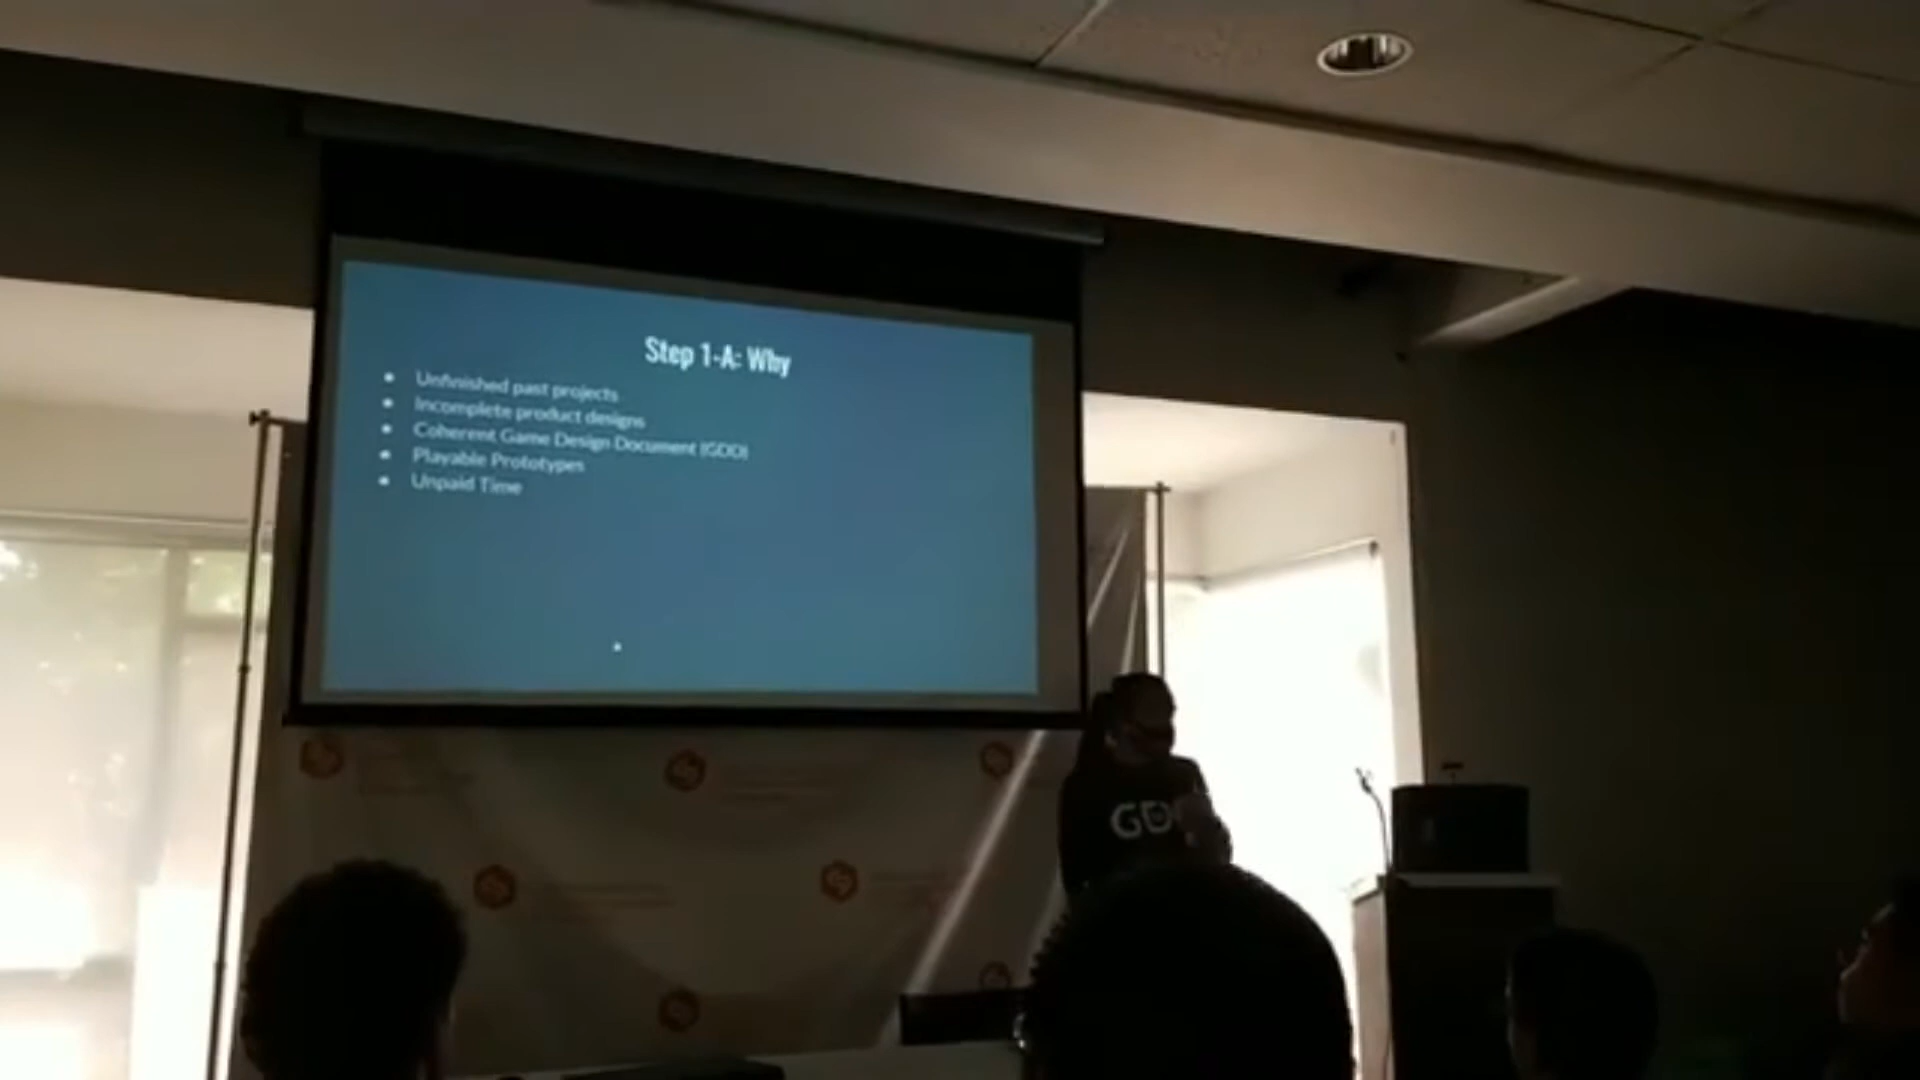 Step 1-A: Why
Unfinished past projects
Incomplete product designs
Coherent Game Design Document (GDD)
Playable Prototypes
Unpaid Time
GD